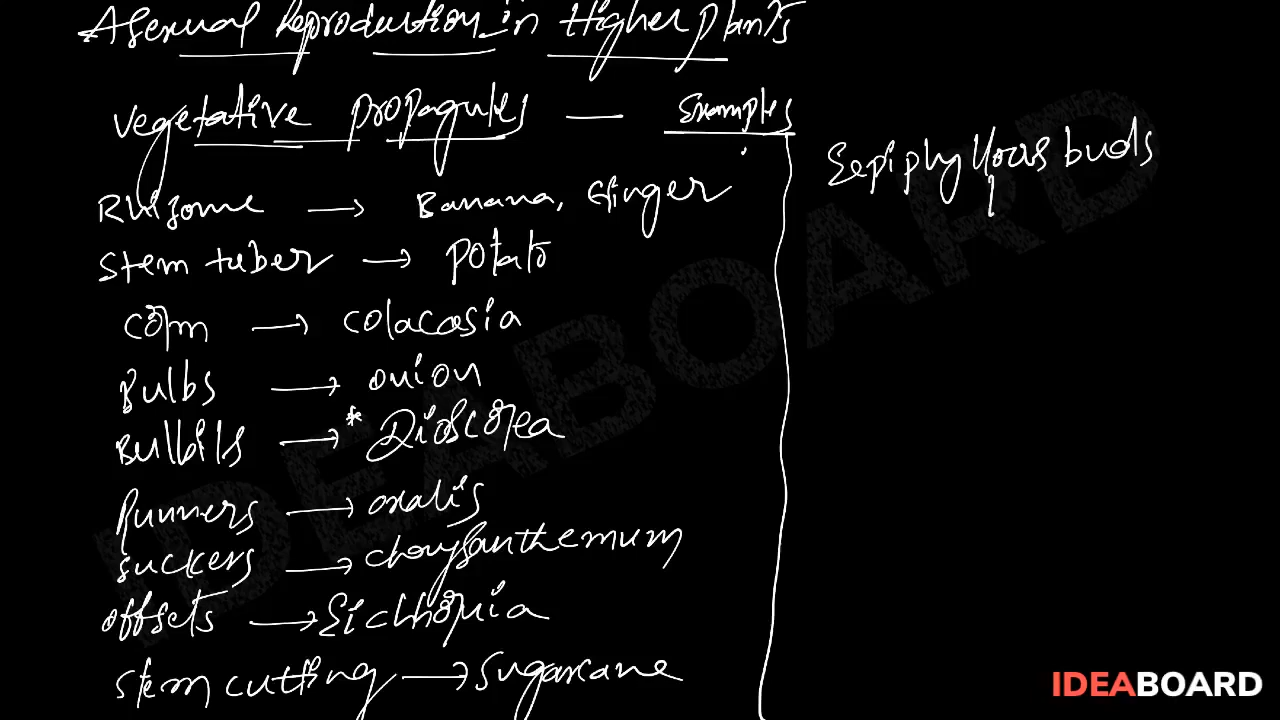 Asexual Reproduction in Higher plants
vegetative propagules — Examples
Rhizome → Banana, Ginger
Stem tuber → potato
corm → colacasia
Bulbs → onion
Bulbils → * Dioscorea
Runners → oxalis
suckers → chrysanthemum
offsets → Eichhornia
stem cutting → sugarcane
Eepiphyllous buds
IDEABOARD
IDEABOARD